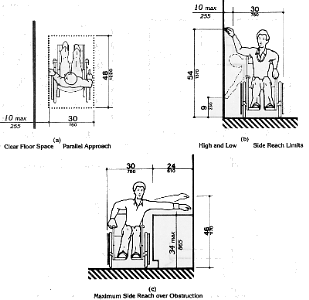 10 max
255
30
760
48
1220
30
760
(a)
Clear Floor Space Parallel Approach
10 max
255
54
1370
9
230
(b)
High and Low Side Reach Limits
30
760
24
610
34 max
865
46
1170
(c)
Maximum Side Reach over Obstruction